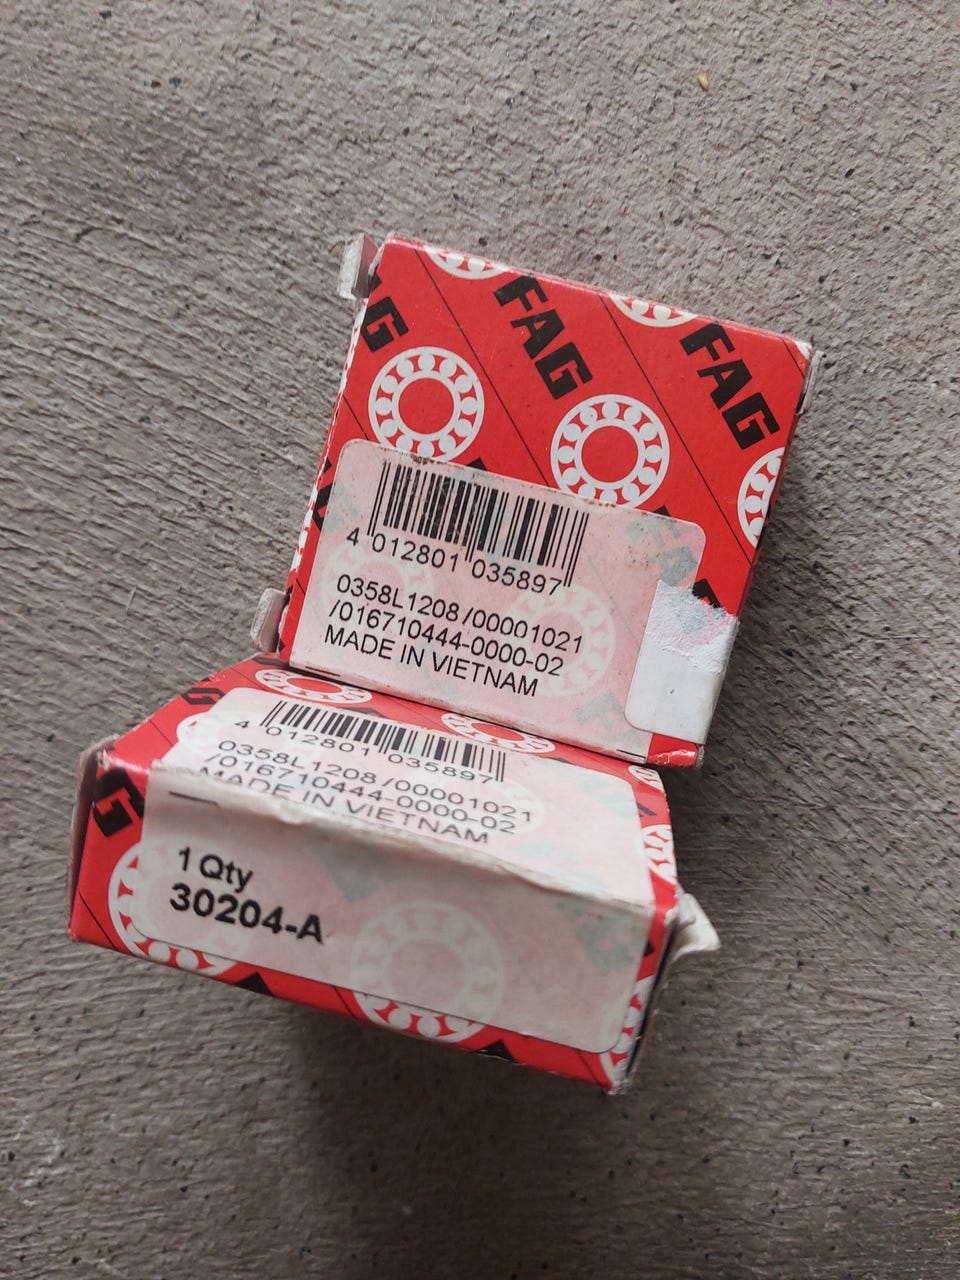 FAG
FAG
AG
4 012801 035897
0358L1208/00001021
/016710444-0000-02
MADE IN VIETNAM
4 012801 035897
0358L1208/00001021
/016710444-0000-02
MADE IN VIETNAM
G
1 Qty
30204-A